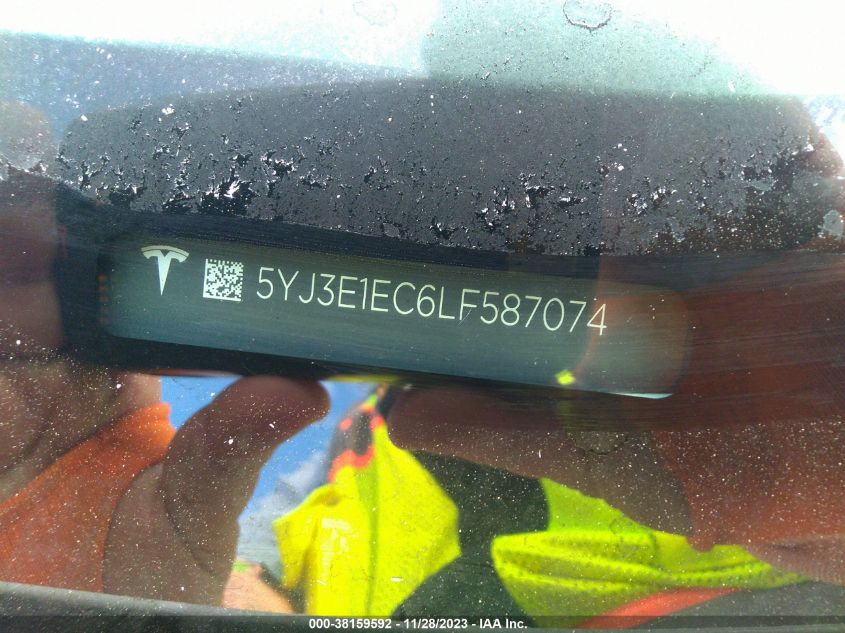 5YJ3E1EC6LF587074
000-38159592 - 11/28/2023 - IAA Inc.